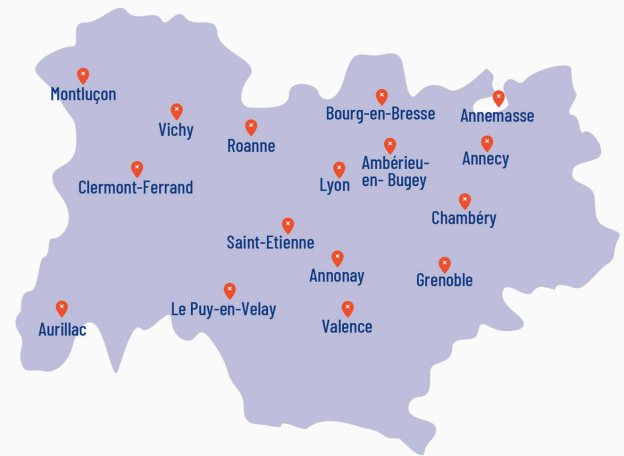 Montluçon
Vichy
Roanne
Bourg-en-Bresse
Annemasse
Clermont-Ferrand
Lyon
Ambérieu-
en- Bugey
Annecy
Chambéry
Saint-Etienne
Annonay
Grenoble
Le Puy-en-Velay
Aurillac
Valence